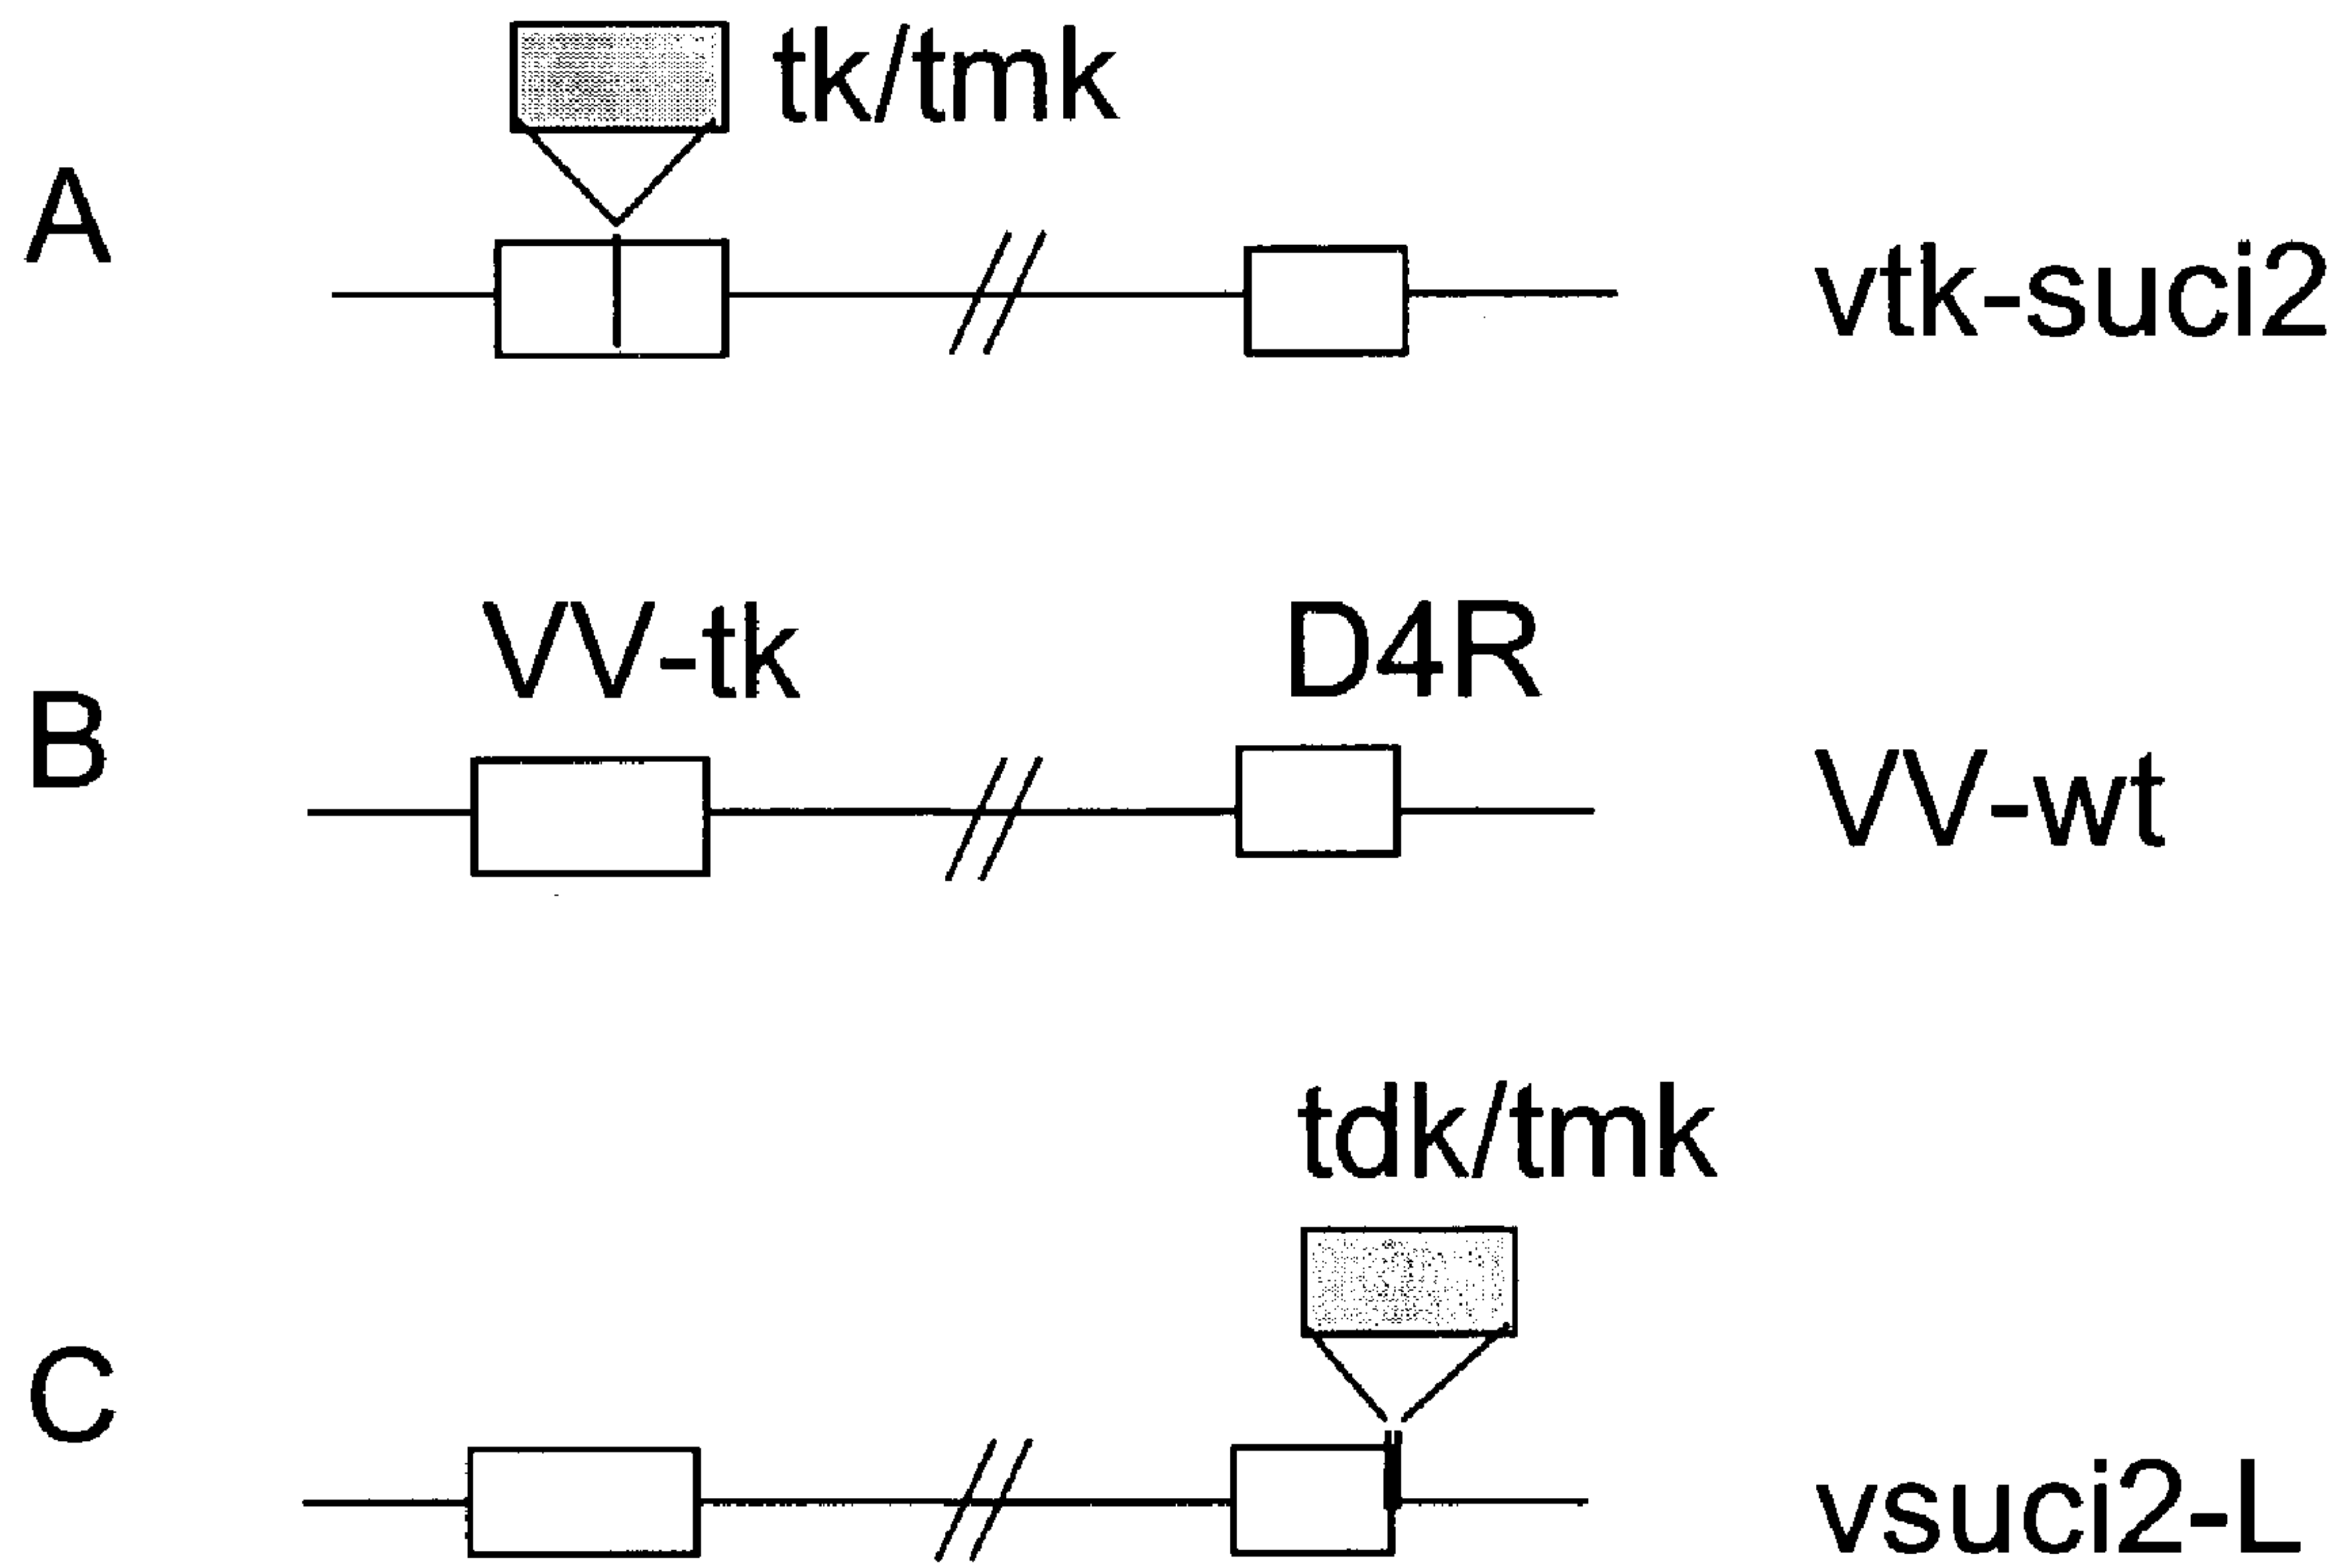 tk/tmk
A
vtk-suci2
VV-tk
D4R
B
VV-wt
tdk/tmk
C
vsuci2-L